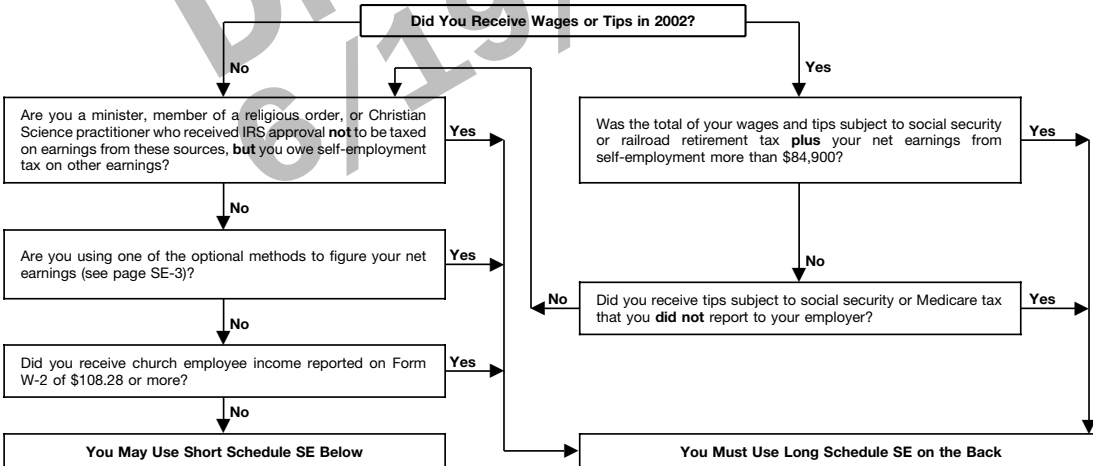 Did You Receive Wages or Tips in 2002?
No
Yes
Are you a minister, member of a religious order, or Christian
Science practitioner who received IRS approval not to be taxed
on earnings from these sources, but you owe self-employment
tax on other earnings?
Yes
Was the total of your wages and tips subject to social security
or railroad retirement tax plus your net earnings from
self-employment more than $84,900?
Yes
No
No
Are you using one of the optional methods to figure your net
earnings (see page SE-3)?
Yes
No
Did you receive tips subject to social security or Medicare tax
that you did not report to your employer?
Yes
No
Did you receive church employee income reported on Form
W-2 of $108.28 or more?
Yes
No
You May Use Short Schedule SE Below
You Must Use Long Schedule SE on the Back
6/19/